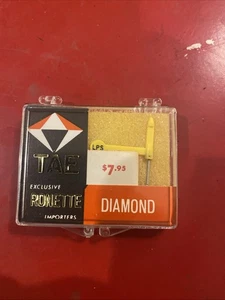 TAE
EXCLUSIVE
RONETTE
IMPORTERS
LPS
$7.95
DIAMOND